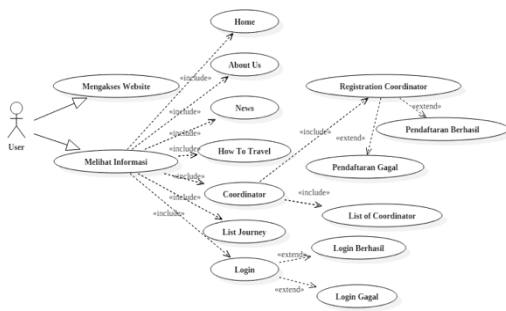 Home
«include»
About Us
Mengakses Website
«include»
Registration Coordinator
News
«extend»
User
«include»
«include»
Pendaftaran Berhasil
«extend»
Melihat Informasi
«include»
How To Travel
Pendaftaran Gagal
«include»
Coordinator
«include»
«include»
List of Coordinator
«include»
List Journey
Login Berhasil
«extend»
Login
«extend»
Login Gagal